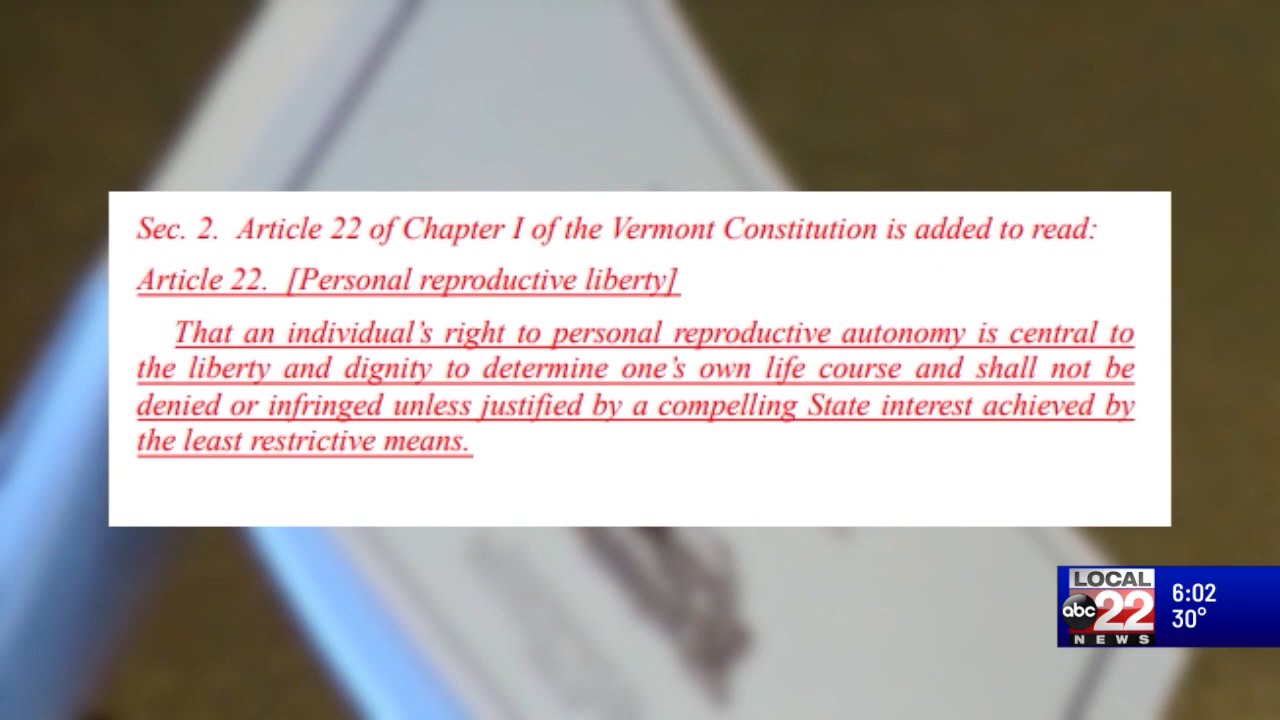 Sec. 2. Article 22 of Chapter I of the Vermont Constitution is added to read:
Article 22. [Personal reproductive liberty]
That an individual's right to personal reproductive autonomy is central to
the liberty and dignity to determine one's own life course and shall not be
denied or infringed unless justified by a compelling State interest achieved by
the least restrictive means.
LOCAL
abc 22
NEWS
6:02
30°